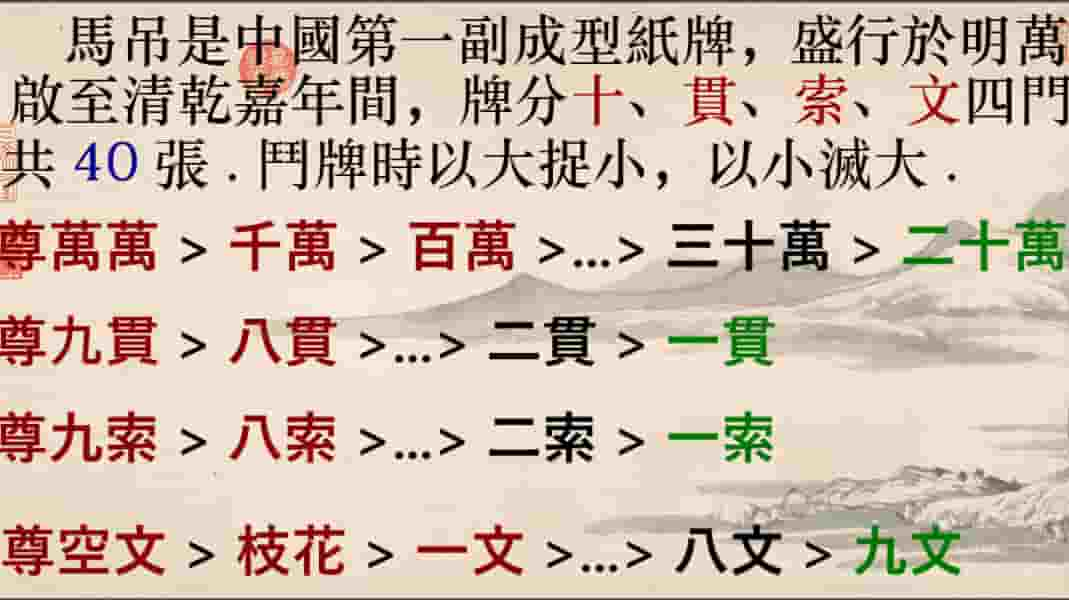 馬吊是中國第一副成型紙牌，盛行於明萬
啟至清乾嘉年間，牌分十、貫、索、文四門
共 40 張 . 鬥牌時以大捉小，以小滅大 .
尊萬萬 > 千萬 > 百萬 >...> 三十萬 > 二十萬
尊九貫 > 八貫 >...> 二貫 > 一貫
尊九索 > 八索 >...> 二索 > 一索
尊空文 > 枝花 > 一文 >...> 八文 > 九文